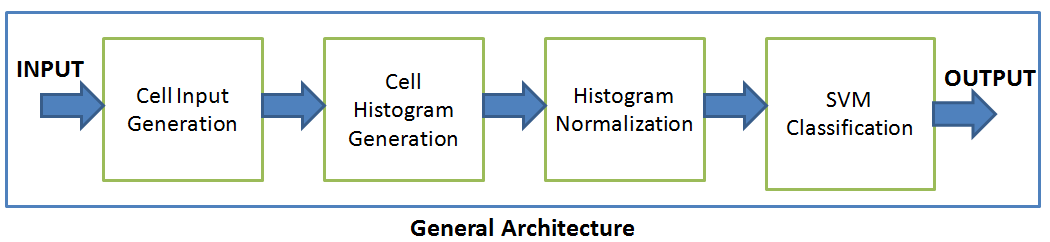 INPUT
Cell Input
Generation
Cell
Histogram
Generation
Histogram
Normalization
SVM
Classification
OUTPUT
General Architecture